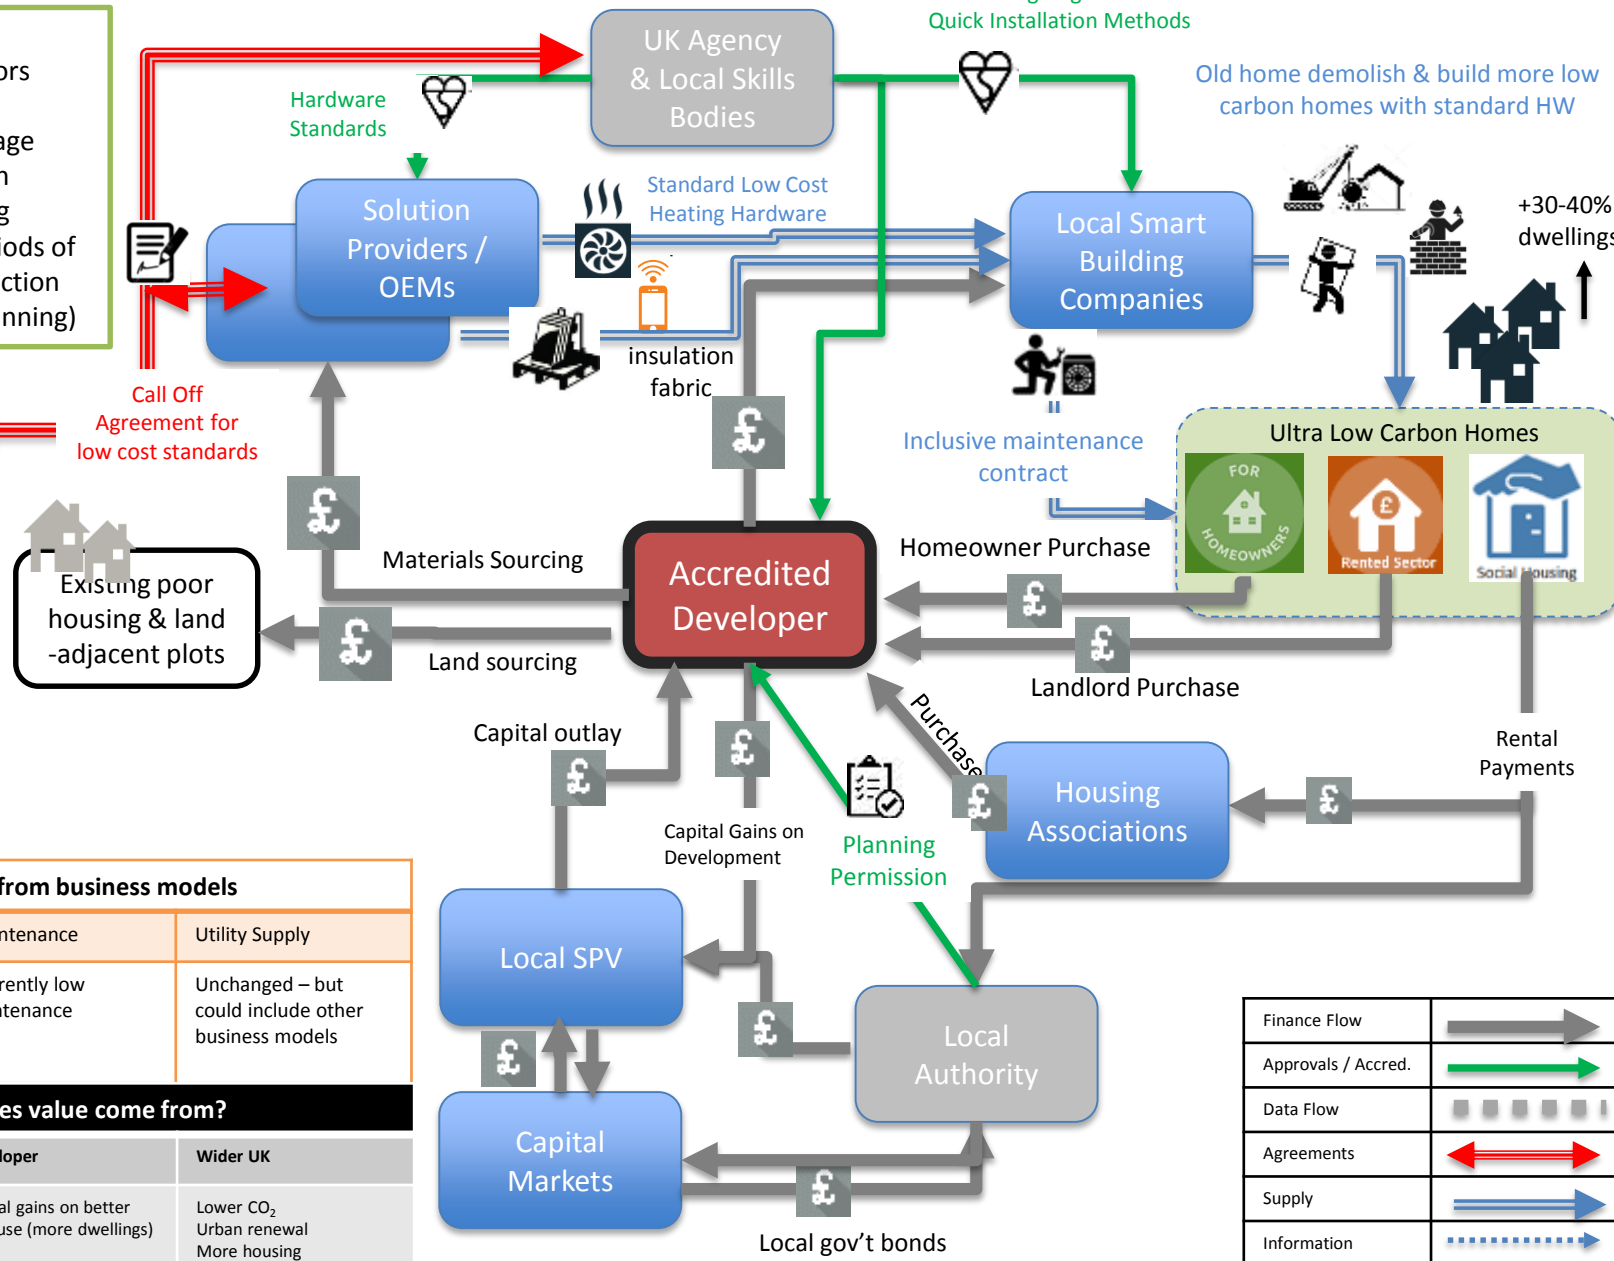 Quick Installation Methods
UK Agency
& Local Skills
Bodies
Old home demolish & build more low
carbon homes with standard HW
Hardware
Standards
ors
age
n
g
iods of
ction
nning)
Solution
Providers /
OEMs
Standard Low Cost
Heating Hardware
Local Smart
Building
Companies
+30-40%
dwellings
insulation
fabric
Call Off
Agreement for
low cost standards
Inclusive maintenance
contract
Ultra Low Carbon Homes
FOR
HOMEOWNERS
£
Rented Sector
Social Housing
£
£
Existing poor
housing & land
-adjacent plots
Materials Sourcing
Accredited
Developer
Homeowner Purchase
£
£
Land sourcing
£
Landlord Purchase
Capital outlay
£
£
Purchase
£
Housing
Associations
£
Rental
Payments
Capital Gains on
Development
Planning
Permission
from business models
ntenance
Utility Supply
rently low
ntenance
Unchanged – but
could include other
business models
es value come from?
loper
Wider UK
al gains on better
use (more dwellings)
Lower CO₂
Urban renewal
More housing
Local SPV
£
£
Local
Authority
Capital
Markets
£
Local gov’t bonds
Finance Flow
Approvals / Accred.
Data Flow
Agreements
Supply
Information